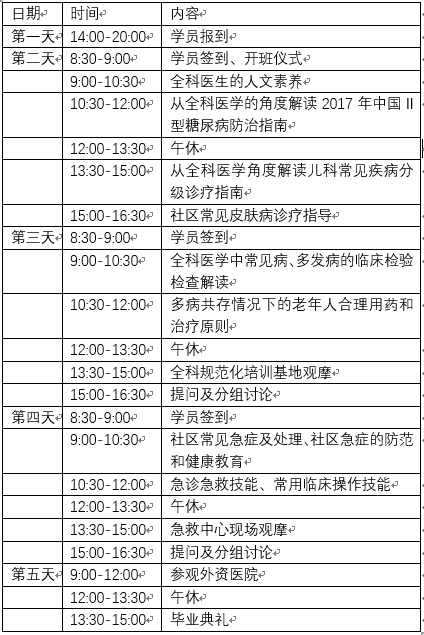 日期 时间 内容
第一天 14:00-20:00 学员报到
第二天 8:30-9:00 学员签到、开班仪式
9:00-10:30 全科医生的人文素养
10:30-12:00 从全科医学的角度解读 2017 年中国 II
型糖尿病防治指南
12:00-13:30 午休
13:30-15:00 从全科医学角度解读儿科常见疾病分
级诊疗指南
15:00-16:30 社区常见皮肤病诊疗指导
第三天 8:30-9:00 学员签到
9:00-10:30 全科医学中常见病、多发病的临床检验
检查解读
10:30-12:00 多病共存情况下的老年人合理用药和
治疗原则
12:00-13:30 午休
13:30-15:00 全科规范化培训基地观摩
15:00-16:30 提问及分组讨论
第四天 8:30-9:00 学员签到
9:00-10:30 社区常见急症及处理、社区急症的防范
和健康教育
10:30-12:00 急诊急救技能、常用临床操作技能
12:00-13:30 午休
13:30-15:00 急救中心现场观摩
15:00-16:30 提问及分组讨论
第五天 9:00-12:00 参观外资医院
12:00-13:30 午休
13:30-15:00 毕业典礼